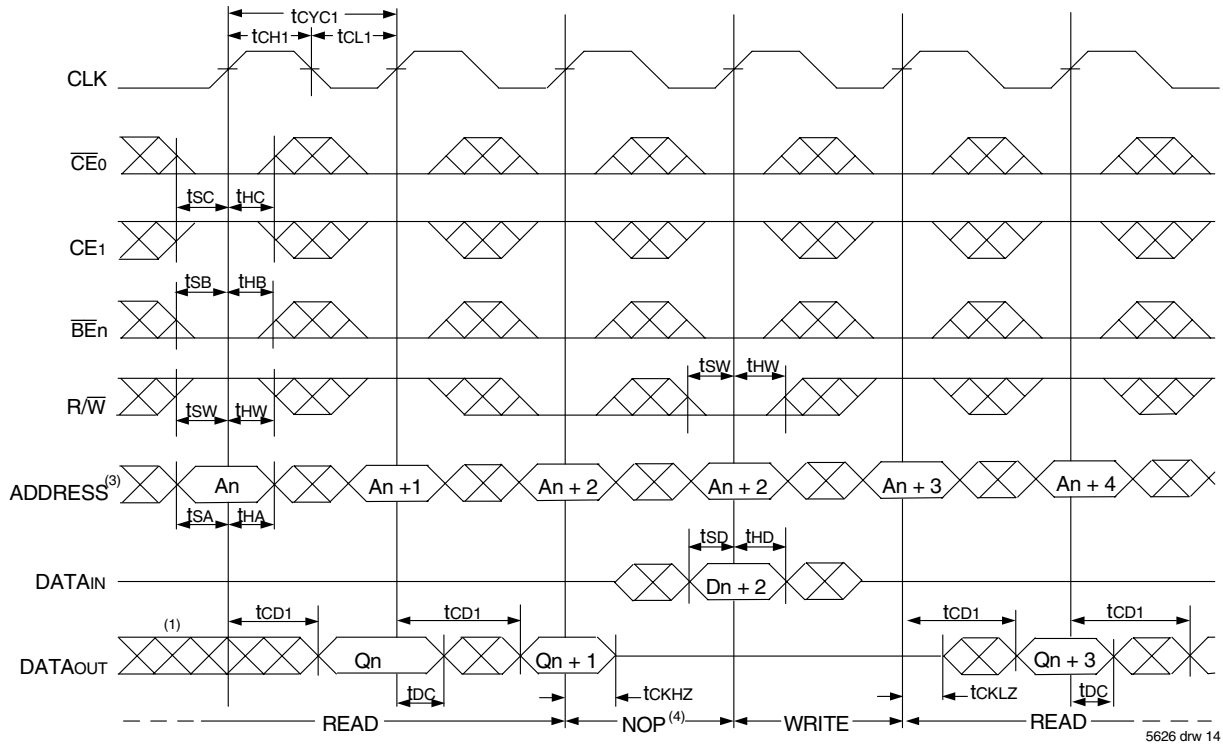 tCYC1
tCH1 tCL1
CLK
CE0
tSC tHC
CE1
tSB tHB
BEn
tSW tHW
R/W
tSW tHW
ADDRESS(3) An An +1 An + 2 An + 2 An + 3 An + 4
tSA tHA
tSD tHD
DATAIN Dn + 2
(1) tCD1 tCD1 tCD1 tCD1
DATAOUT Qn Qn + 1 Qn + 3
tDC tCKHZ tCKLZ tDC
READ NOP(4) WRITE READ
5626 drw 14